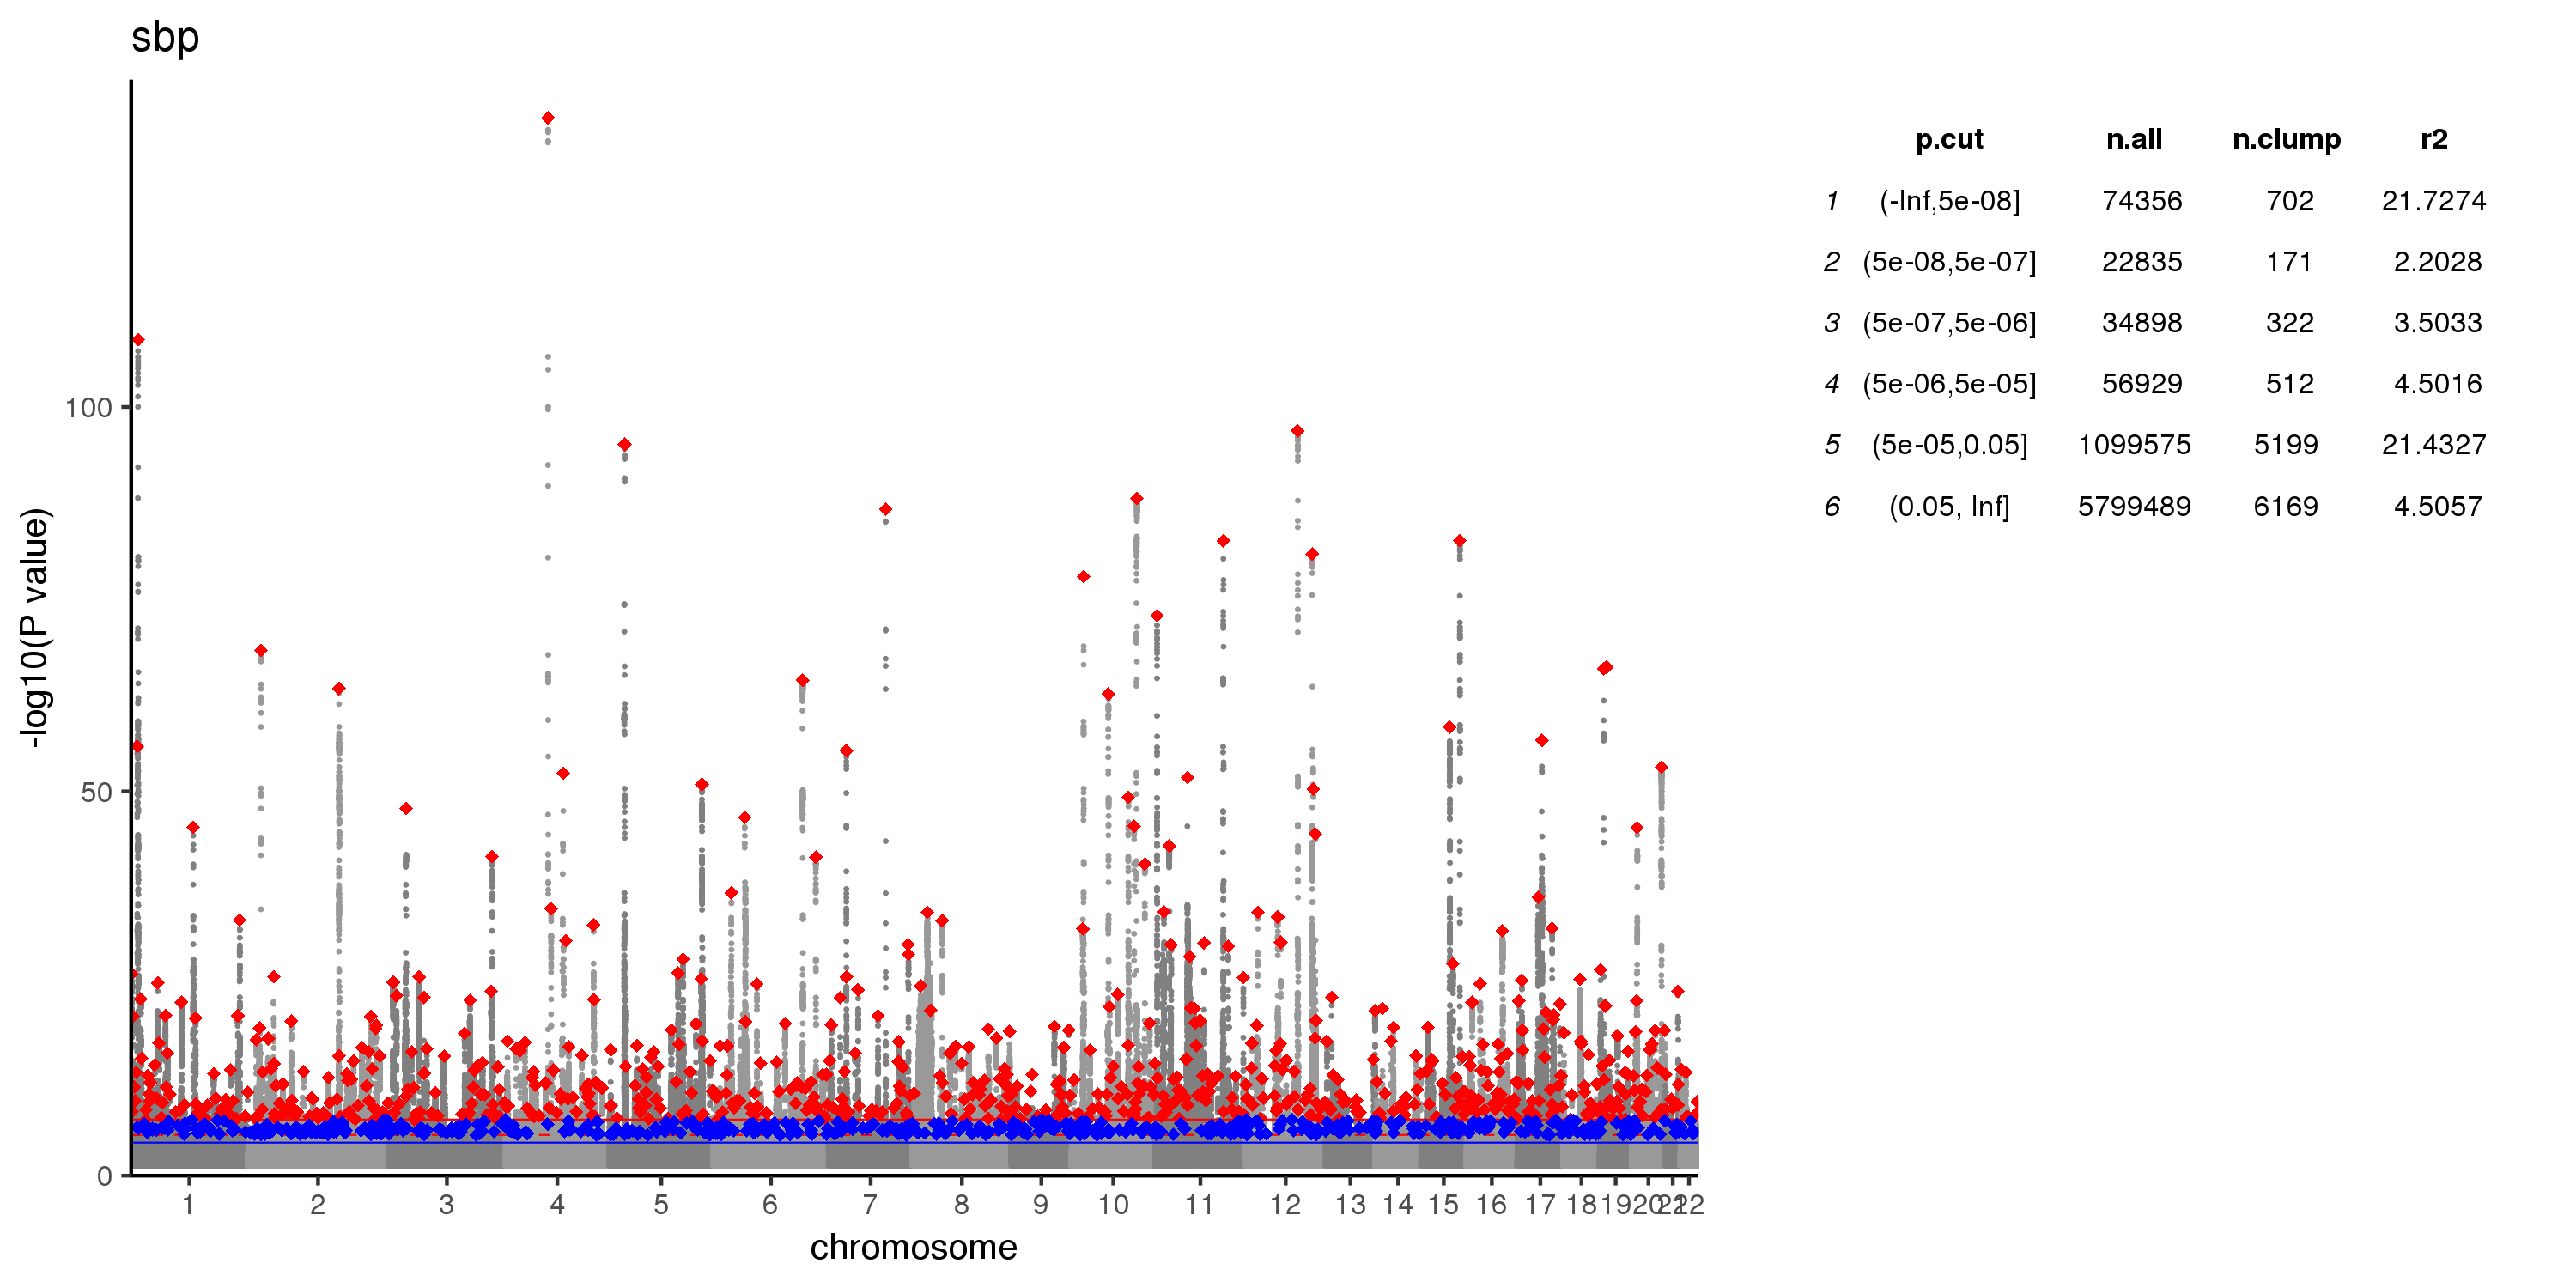 sbp
p.cut n.all n.clump r2
1 (-Inf,5e-08] 74356 702 21.7274
2 (5e-08,5e-07] 22835 171 2.2028
3 (5e-07,5e-06] 34898 322 3.5033
4 (5e-06,5e-05] 56929 512 4.5016
5 (5e-05,0.05] 1099575 5199 21.4327
6 (0.05, Inf] 5799489 6169 4.5057
-log10(P value)
100
50
0
1 2 3 4 5 6 7 8 9 10 11 12 13 14 15 16 17 18 19 20 21 22
chromosome